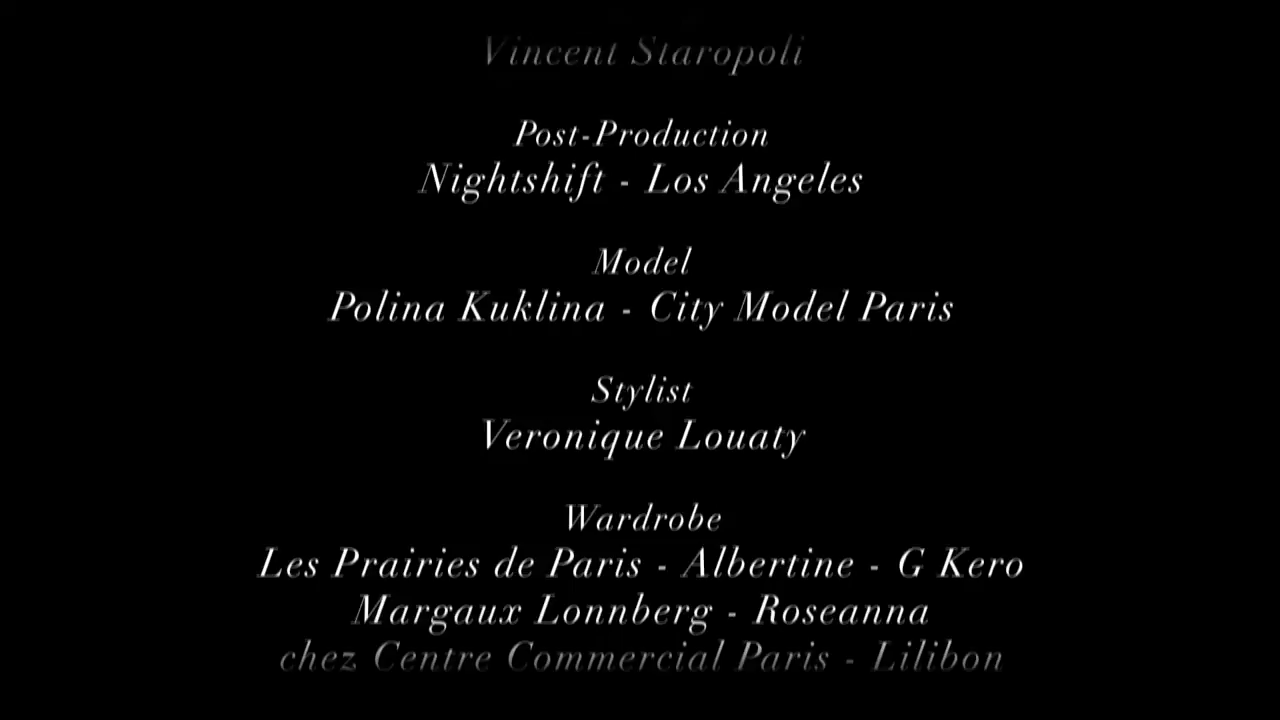 Vincent Staropoli
Post-Production
Nightshift - Los Angeles
Model
Polina Kuklina - City Model Paris
Stylist
Veronique Louaty
Wardrobe
Les Prairies de Paris - Albertine - G Kero
Margaux Lonnberg - Roseanna
chez Centre Commercial Paris - Lilibon